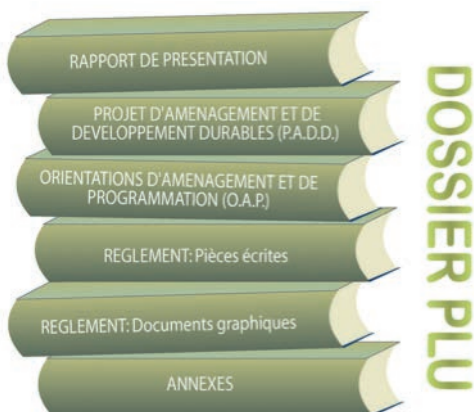 RAPPORT DE PRESENTATION
PROJET D'AMENAGEMENT ET DE
DEVELOPPEMENT DURABLES (P.A.D.D.)
ORIENTATIONS D'AMENAGEMENT ET DE
PROGRAMMATION (O.A.P.)
REGLEMENT: Pièces écrites
REGLEMENT: Documents graphiques
ANNEXES
DOSSIER PLU